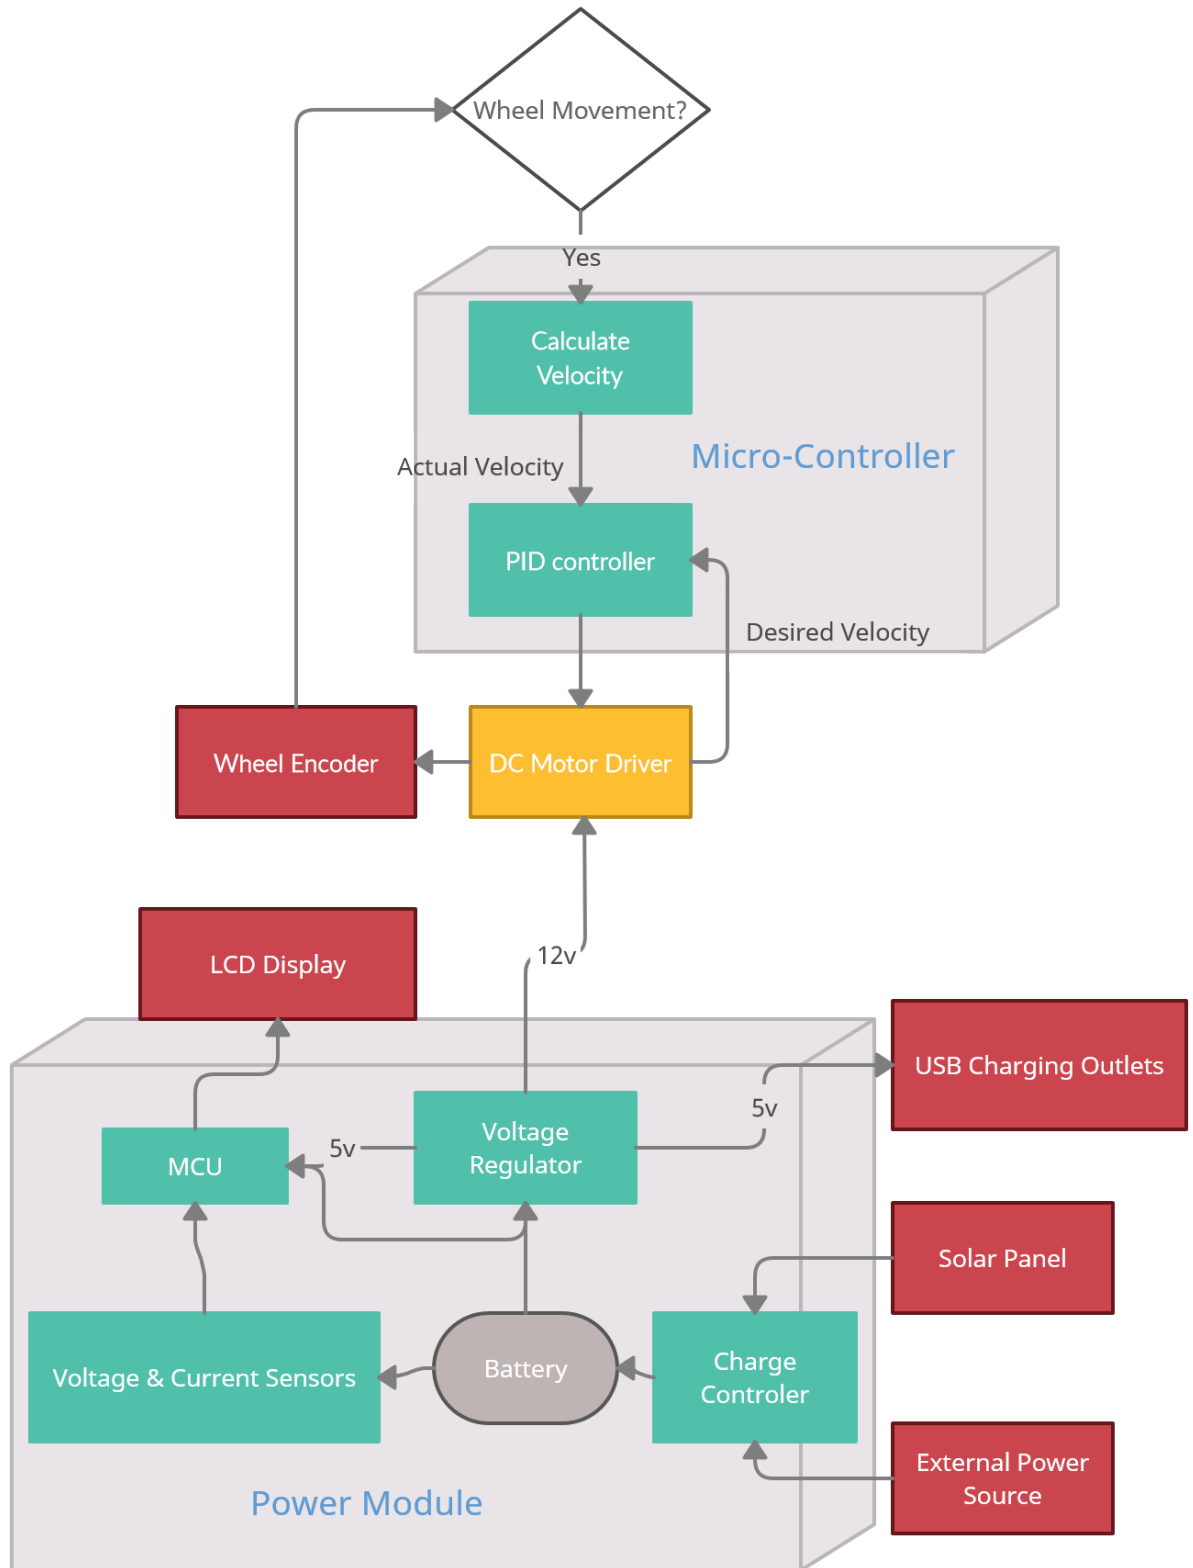 Wheel Movement?
Yes
Calculate
Velocity
Micro-Controller
Actual Velocity
PID controller
Desired Velocity
Wheel Encoder
DC Motor Driver
12v
LCD Display
USB Charging Outlets
5v
Voltage
Regulator
5v
MCU
Solar Panel
Voltage & Current Sensors
Battery
Charge
Controler
External Power
Source
Power Module